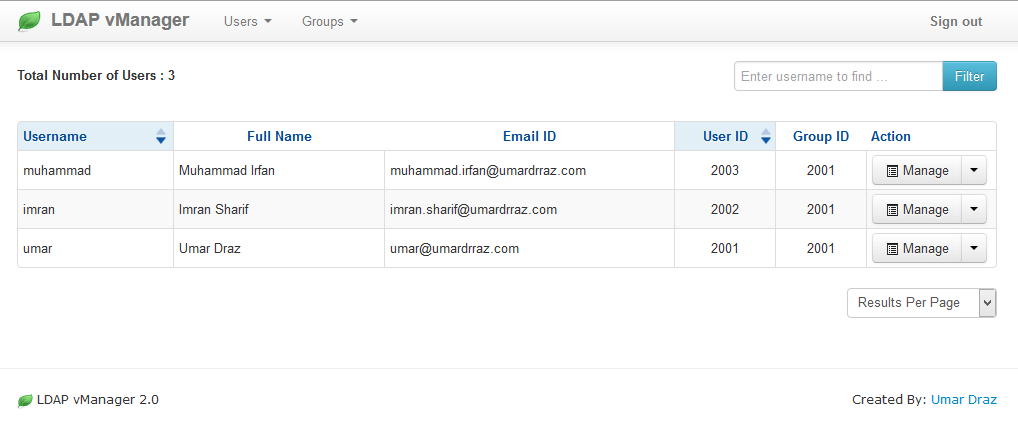 LDAP vManager Users Groups Sign out
Total Number of Users : 3 Enter username to find ... Filter
Username Full Name Email ID User ID Group ID Action
muhammad Muhammad Irfan muhammad.irfan@umardrraz.com 2003 2001 Manage
imran Imran Sharif imran.sharif@umardrraz.com 2002 2001 Manage
umar Umar Draz umar@umardrraz.com 2001 2001 Manage
Results Per Page
LDAP vManager 2.0 Created By: Umar Draz